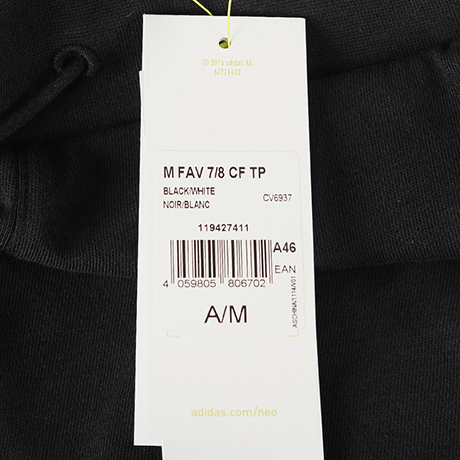 © 2016 adidas AG
M FAV 7/8 CF TP
BLACK/WHITE
NOIR/BLANC
CV6937
119427411
A46
EAN
4 059805 806702
A/M
adidas.com/neo